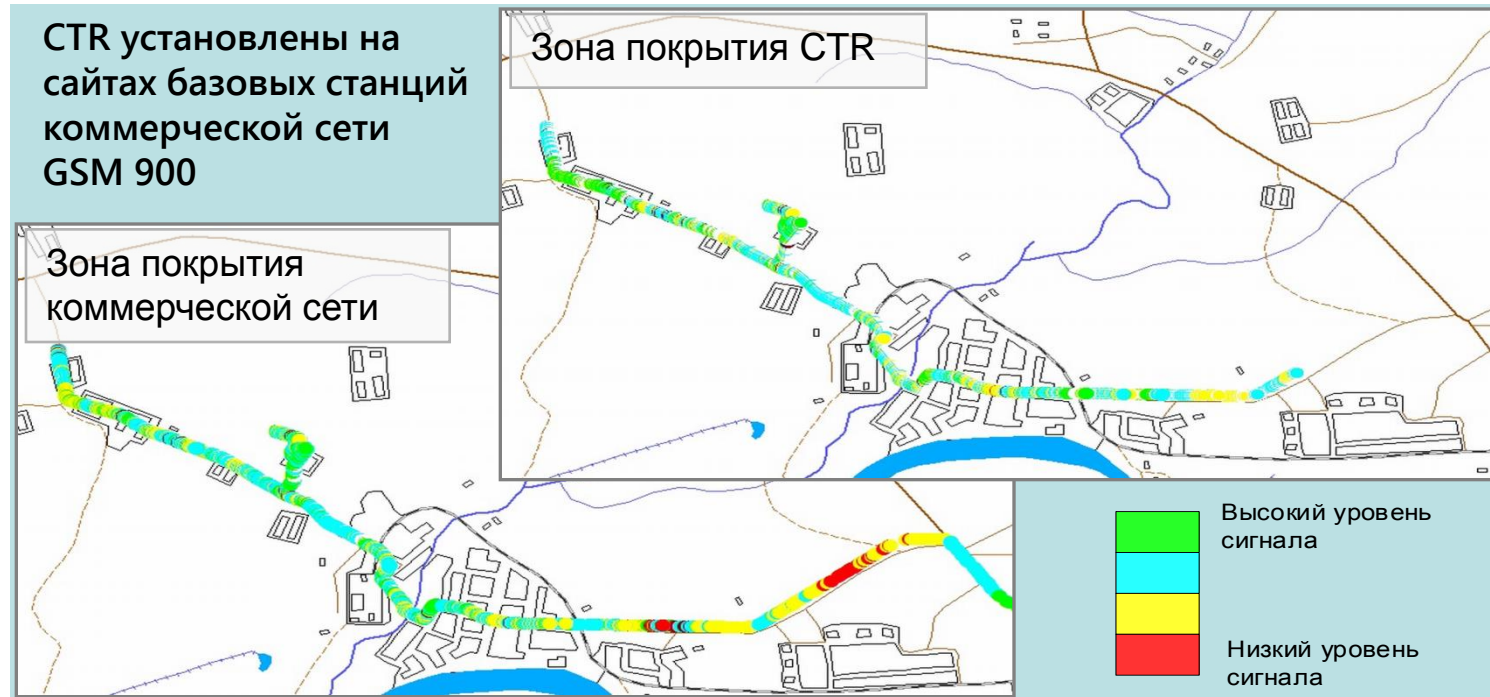 CTR установлены на
сайтах базовых станций
коммерческой сети
GSM 900
Зона покрытия CTR
Зона покрытия
коммерческой сети
Высокий уровень
сигнала
Низкий уровень
сигнала